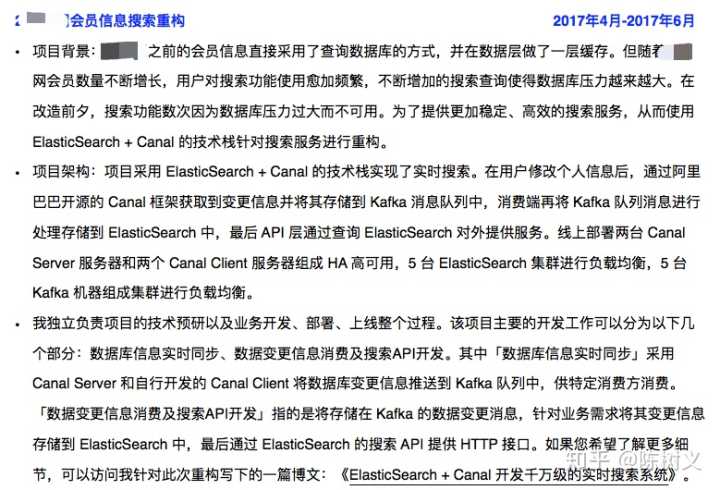 会员信息搜索重构 2017年4月-2017年6月
• 项目背景： 之前的会员信息直接采用了查询数据库的方式，并在数据层做了一层缓存。但随着
网会员数量不断增长，用户对搜索功能使用愈加频繁，不断增加的搜索查询使得数据库压力越来越大。在
改造前夕，搜索功能数次因为数据库压力过大而不可用。为了提供更加稳定、高效的搜索服务，从而使用
ElasticSearch + Canal 的技术栈针对搜索服务进行重构。
• 项目架构：项目采用 ElasticSearch + Canal 的技术栈实现了实时搜索。在用户修改个人信息后，通过阿里
巴巴开源的 Canal 框架获取到变更信息并将其存储到 Kafka 消息队列中，消费端再将 Kafka 队列消息进行
处理存储到 ElasticSearch 中，最后 API 层通过查询 ElasticSearch 对外提供服务。线上部署两台 Canal
Server 服务器和两个 Canal Client 服务器组成 HA 高可用，5 台 ElasticSearch 集群进行负载均衡，5 台
Kafka 机器组成集群进行负载均衡。
• 我独立负责项目的技术预研以及业务开发、部署、上线整个过程。该项目主要的开发工作可以分为以下几
个部分：数据库信息实时同步、数据变更信息消费及搜索API开发。其中「数据库信息实时同步」采用
Canal Server 和自行开发的 Canal Client 将数据库变更信息推送到 Kafka 队列中，供特定消费方消费。
「数据变更信息消费及搜索API开发」指的是将存储在 Kafka 的数据变更消息，针对业务需求将其变更信息
存储到 ElasticSearch 中，最后通过 ElasticSearch 的搜索 API 提供 HTTP 接口。如果您希望了解更多细
节，可以访问我针对此次重构写下的一篇博文：《ElasticSearch + Canal 开发千万级的实时搜索系统》。
知乎 @陈树义